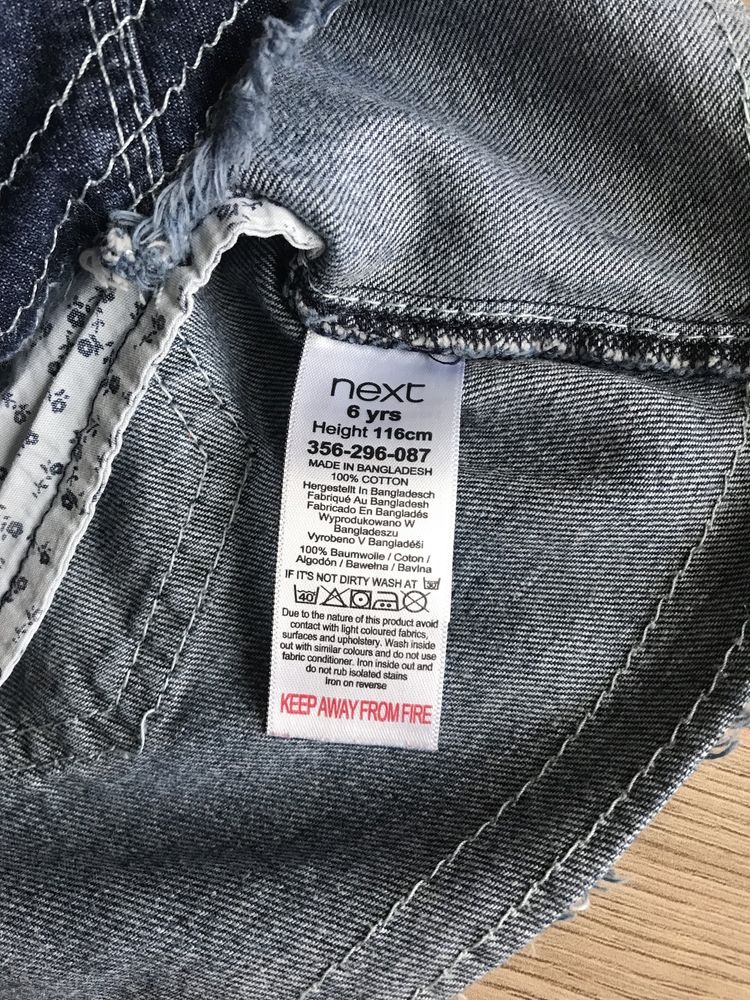 next
6 yrs
Height 116cm
356-296-087
MADE IN BANGLADESH
100% COTTON
Hergestellt In Bangladesch
Fabriqué Au Bangladesh
Fabricado En Bangladés
Wyprodukowano W
Bangladeszu
Vyrobeno V Bangladéši
100% Baumwolle / Coton /
Algodón / Bawełna / Bavlna
IF IT'S NOT DIRTY WASH AT 30°
40°
Due to the nature of this product avoid
contact with light coloured fabrics,
surfaces and upholstery. Wash inside
out with similar colours and do not use
fabric conditioner. Iron inside out and
do not rub isolated stains
Iron on reverse
KEEP AWAY FROM FIRE